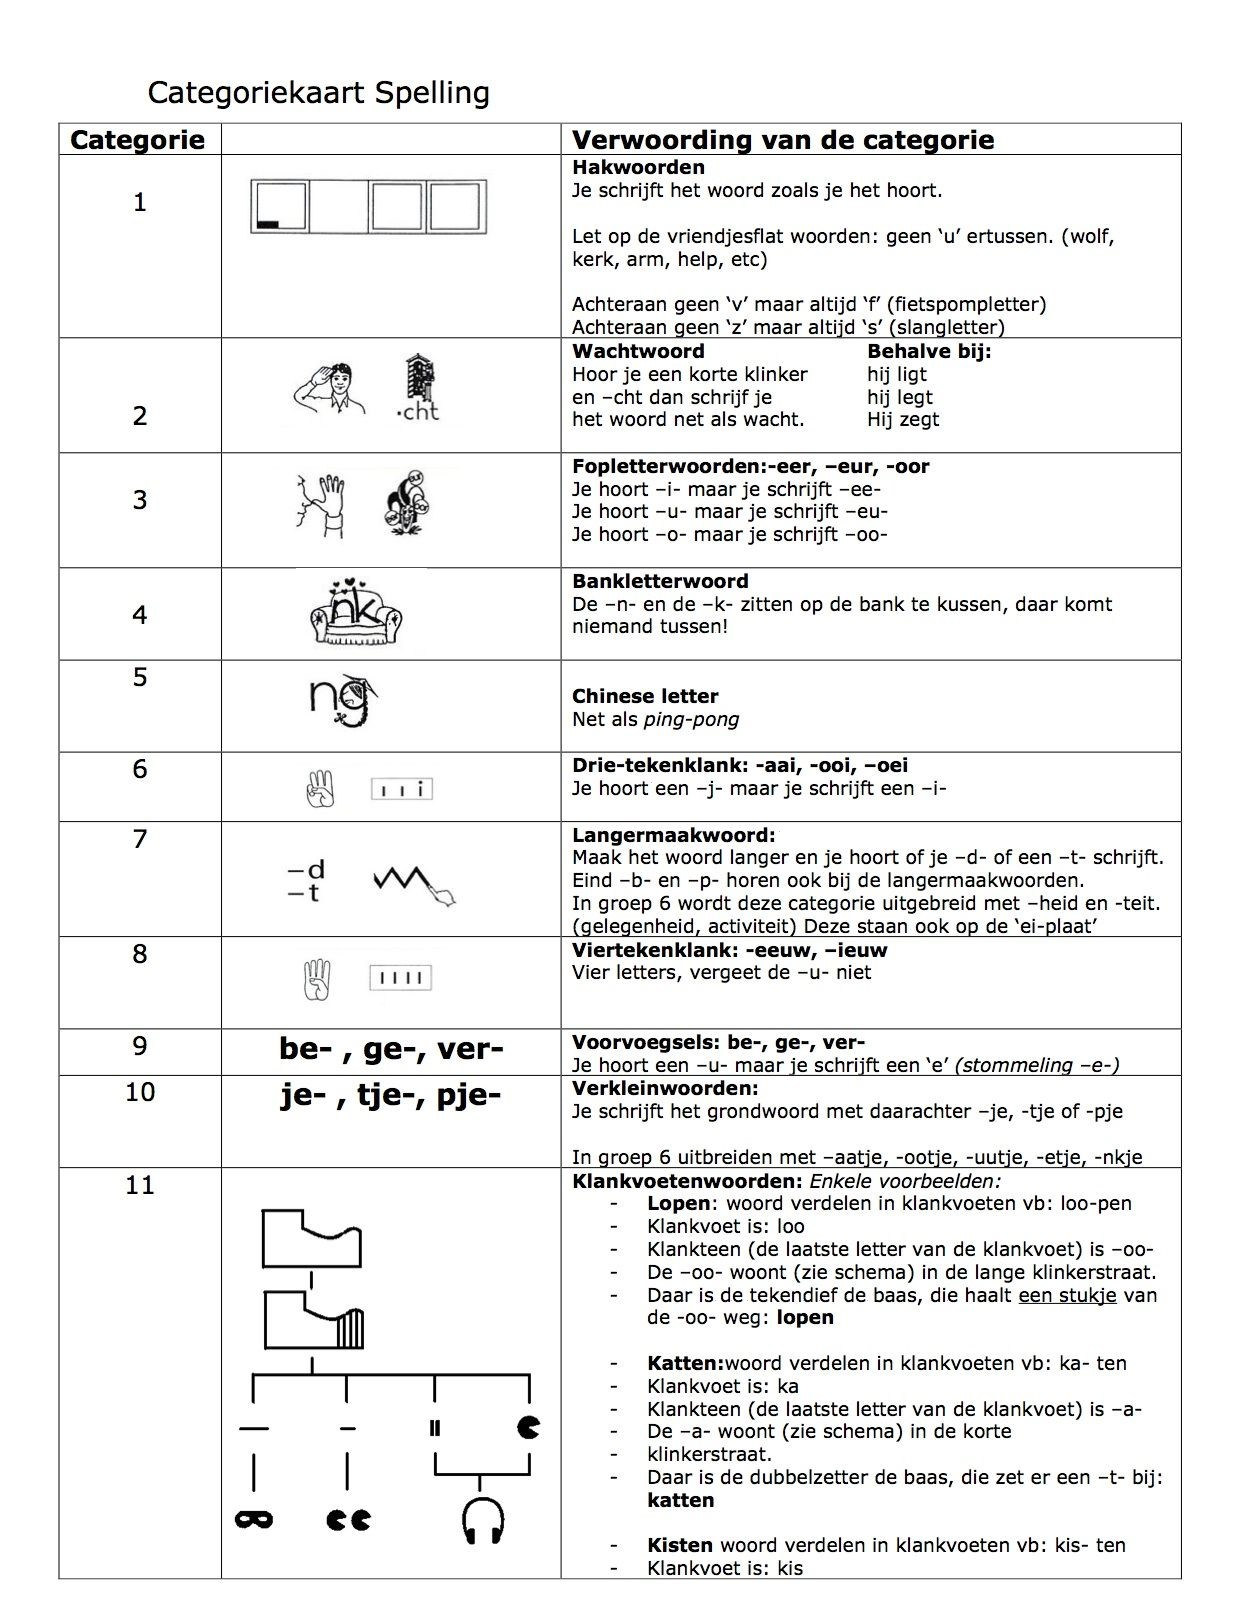 Categoriekaart Spelling
Categorie Verwoording van de categorie
1
Hakwoorden
Je schrijft het woord zoals je het hoort.
Let op de vriendjesflat woorden: geen ‘u’ ertussen. (wolf,
kerk, arm, help, etc)
Achteraan geen ‘v’ maar altijd ‘f’ (fietspompletter)
Achteraan geen ‘z’ maar altijd ‘s’ (slangletter)
2
·cht
Wachtwoord Behalve bij:
Hoor je een korte klinker hij ligt
en –cht dan schrijf je hij legt
het woord net als wacht. Hij zegt
3
Fopletterwoorden:-eer, –eur, -oor
Je hoort –i- maar je schrijft –ee-
Je hoort –u- maar je schrijft –eu-
Je hoort –o- maar je schrijft –oo-
4
nk
Bankletterwoord
De –n- en de –k- zitten op de bank te kussen, daar komt
niemand tussen!
5
ng
Chinese letter
Net als ping-pong
6
ı ı i
Drie-tekenklank: -aai, -ooi, –oei
Je hoort een –j- maar je schrijft een –i-
7
–d
–t
Langermaakwoord:
Maak het woord langer en je hoort of je –d- of een –t- schrijft.
Eind –b- en –p- horen ook bij de langermaakwoorden.
In groep 6 wordt deze categorie uitgebreid met –heid en -teit.
(gelegenheid, activiteit) Deze staan ook op de ‘ei-plaat’
8
Viertekenklank: -eeuw, –ieuw
Vier letters, vergeet de –u- niet
9
be- , ge-, ver-
Voorvoegsels: be-, ge-, ver-
Je hoort een –u- maar je schrijft een ‘e’ (stommeling –e-)
10
je- , tje-, pje-
Verkleinwoorden:
Je schrijft het grondwoord met daarachter –je, -tje of -pje
In groep 6 uitbreiden met –aatje, -ootje, -uutje, -etje, -nkje
11
Klankvoetenwoorden: Enkele voorbeelden:
- Lopen: woord verdelen in klankvoeten vb: loo-pen
- Klankvoet is: loo
- Klankteen (de laatste letter van de klankvoet) is –oo-
- De –oo- woont (zie schema) in de lange klinkerstraat.
- Daar is de tekendief de baas, die haalt een stukje van
de -oo- weg: lopen
- Katten:woord verdelen in klankvoeten vb: ka- ten
- Klankvoet is: ka
- Klankteen (de laatste letter van de klankvoet) is –a-
- De –a- woont (zie schema) in de korte
- klinkerstraat.
- Daar is de dubbelzetter de baas, die zet er een –t- bij:
katten
- Kisten woord verdelen in klankvoeten vb: kis- ten
- Klankvoet is: kis